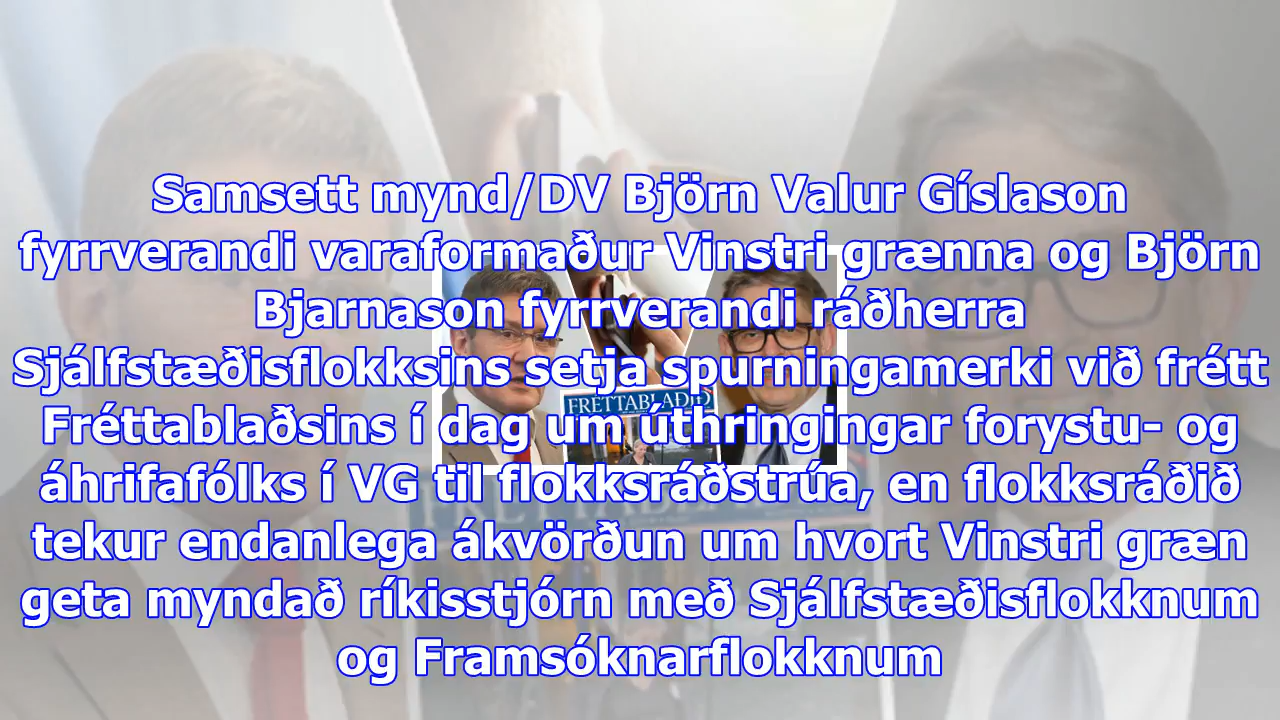 Samsett mynd/DV Björn Valur Gíslason
fyrrverandi varaformaður Vinstri grænna og Björn
Bjarnason fyrrverandi ráðherra
Sjálfstæðisflokksins setja spurningamerki við frétt
FRÉTTABLAÐIÐ
Fréttablaðsins í dag um úthringingar forystu- og
áhrifafólks í VG til flokksráðstrúa, en flokksráðið
tekur endanlega ákvörðun um hvort Vinstri græn
geta myndað ríkisstjórn með Sjálfstæðisflokknum
og Framsóknarflokknum